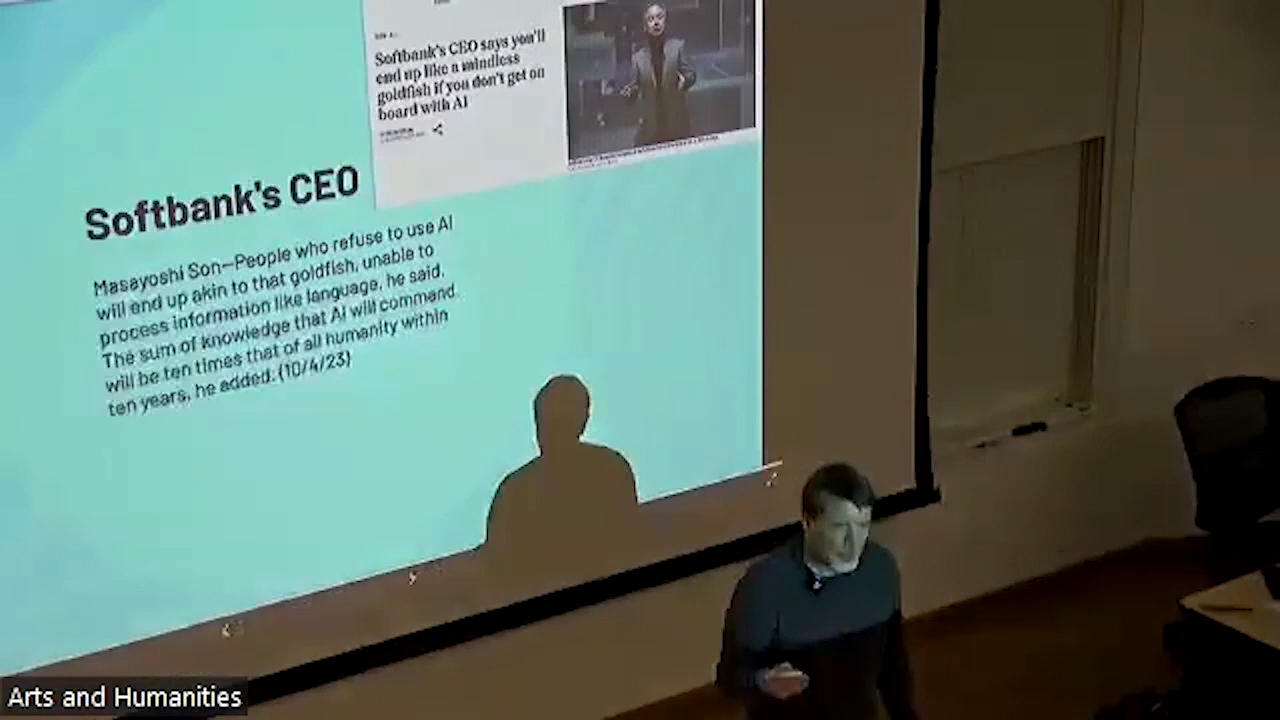 Softbank's CEO says you'll
end up like a mindless
goldfish if you don't get on
board with AI
Softbank's CEO
Masayoshi Son—People who refuse to use AI
will end up akin to that goldfish, unable to
process information like language, he said.
The sum of knowledge that AI will command
will be ten times that of all humanity within
ten years, he added. (10/4/23)
Arts and Humanities